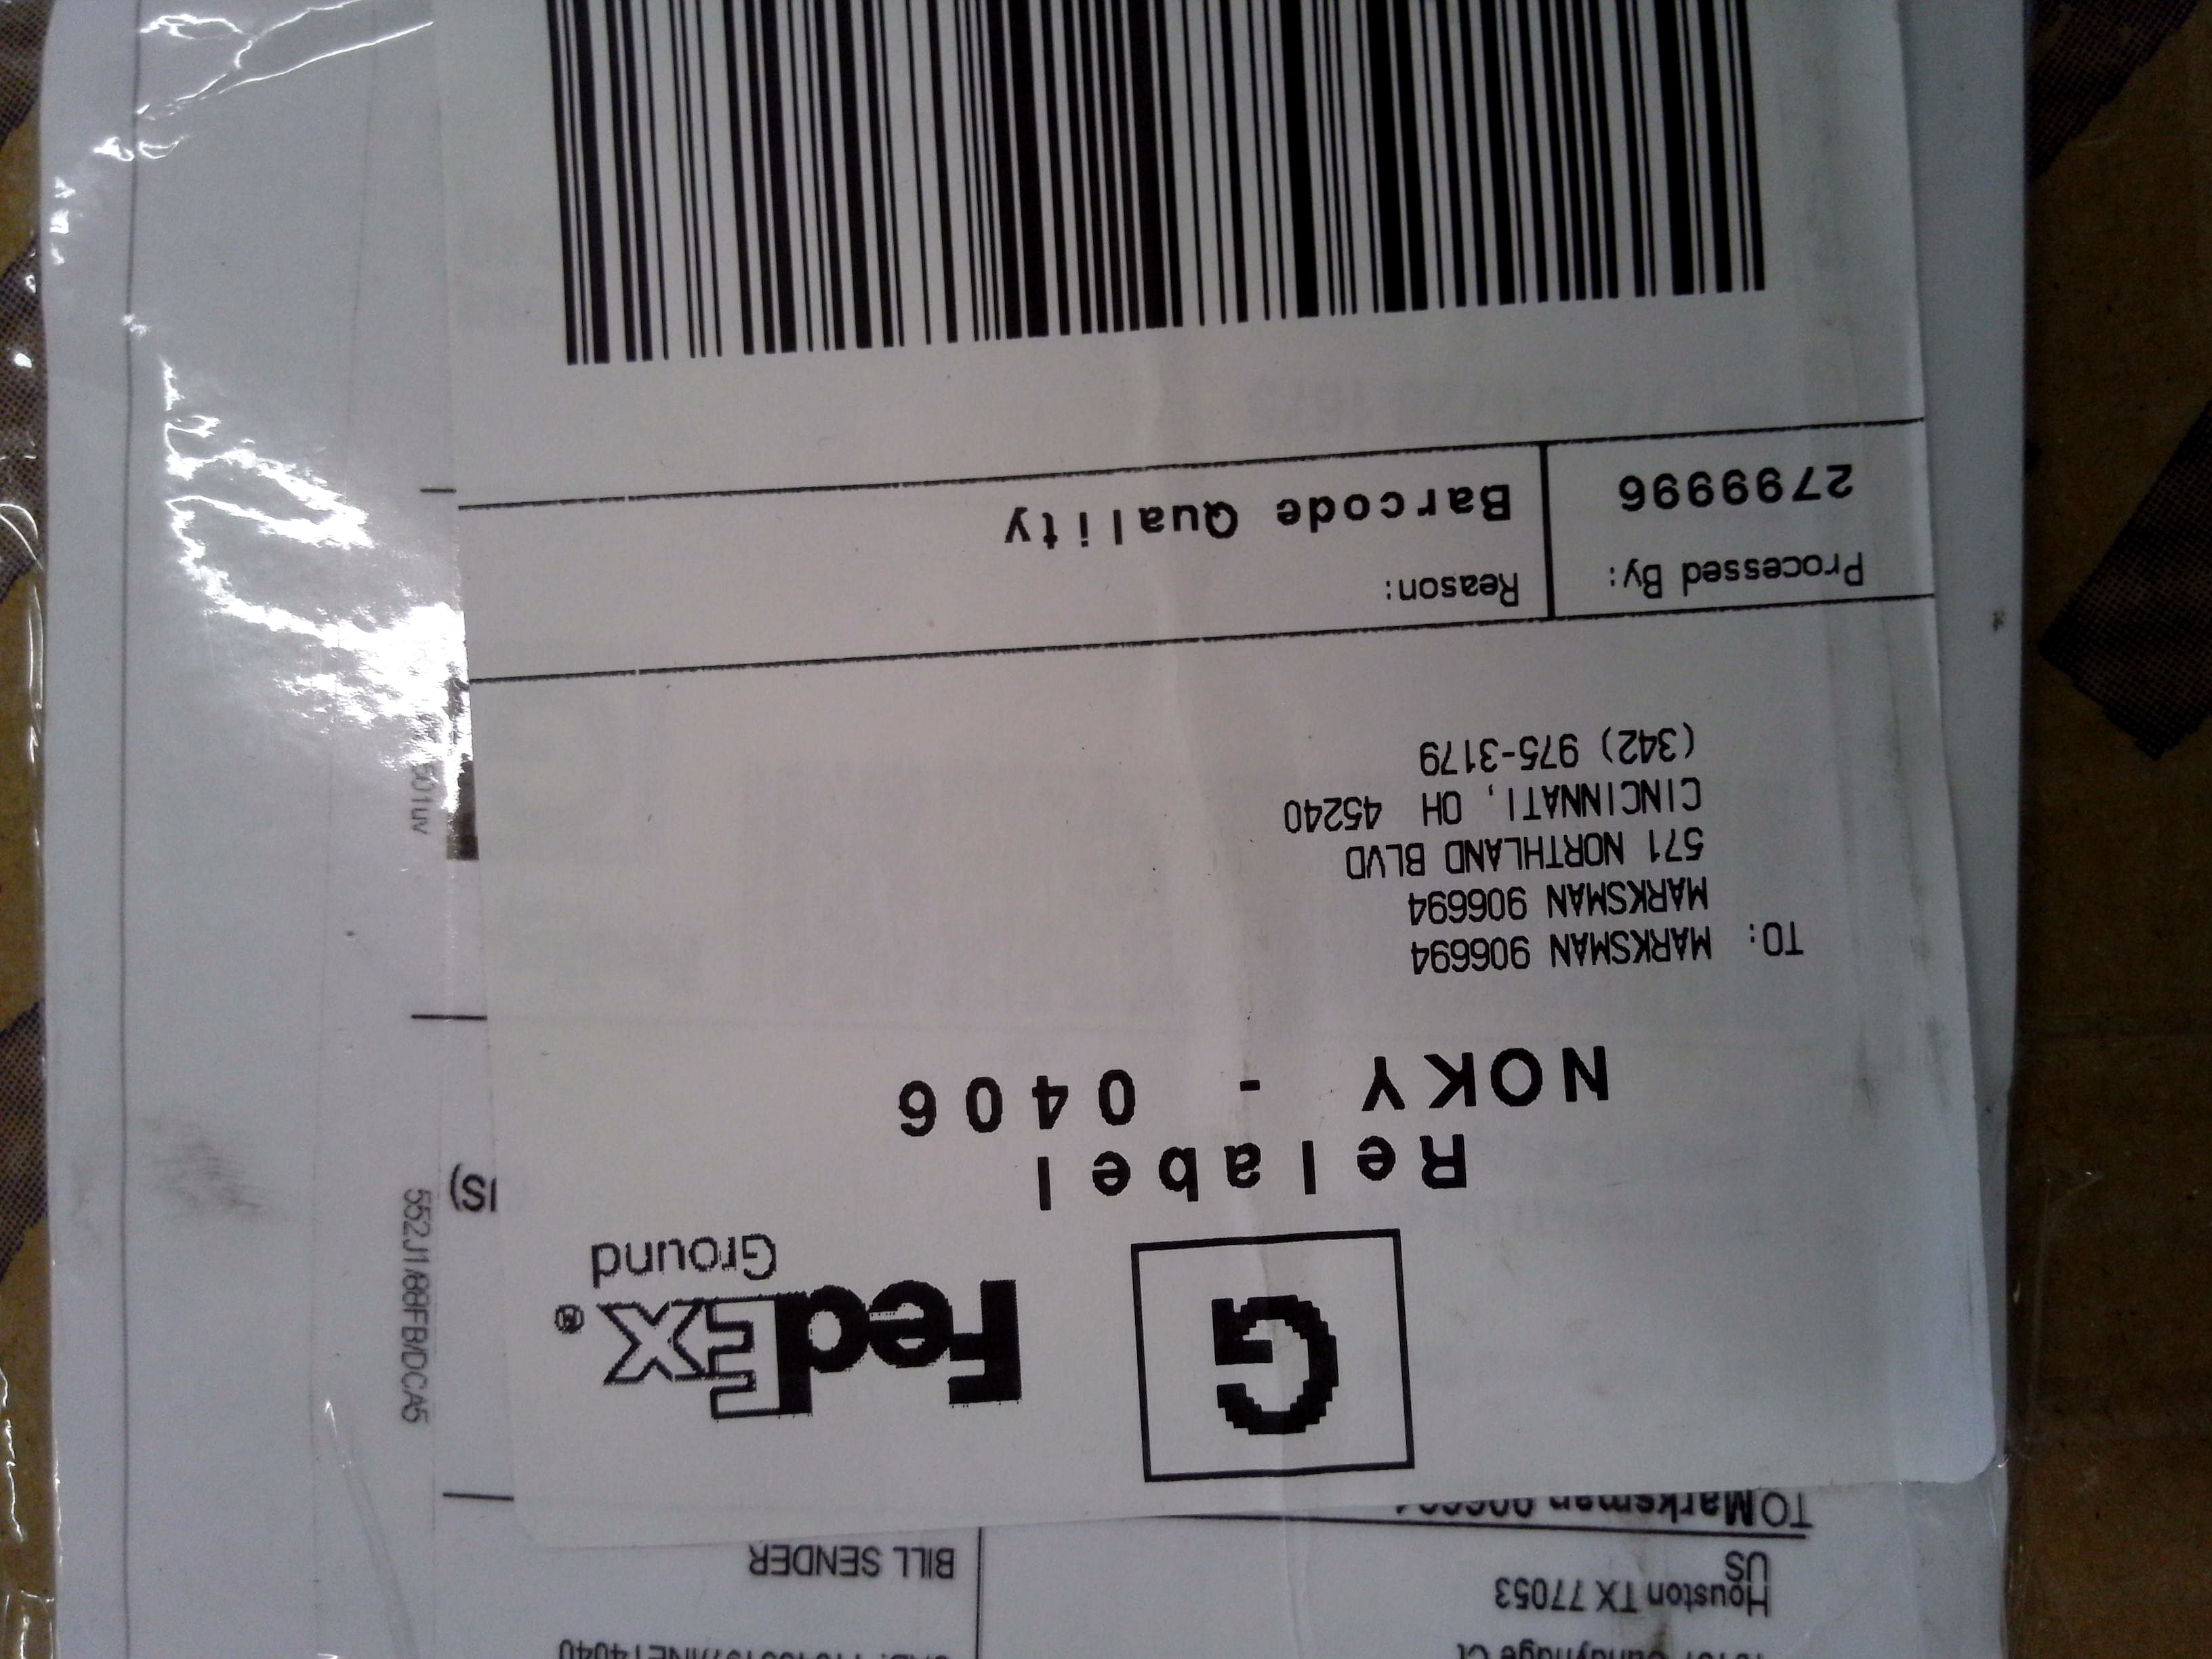 Houston TX 77053
US
BILL SENDER
TO Marksman
G
FedEx®
Ground
Relabel
NOKY - 0406
TO: MARKSMAN 906694
MARKSMAN 906694
571 NORTHLAND BLVD
CINCINNATI, OH 45240
(342) 975-3179
Processed By:
2799996
Reason:
Barcode Quality
552J1/88FB/DCA5